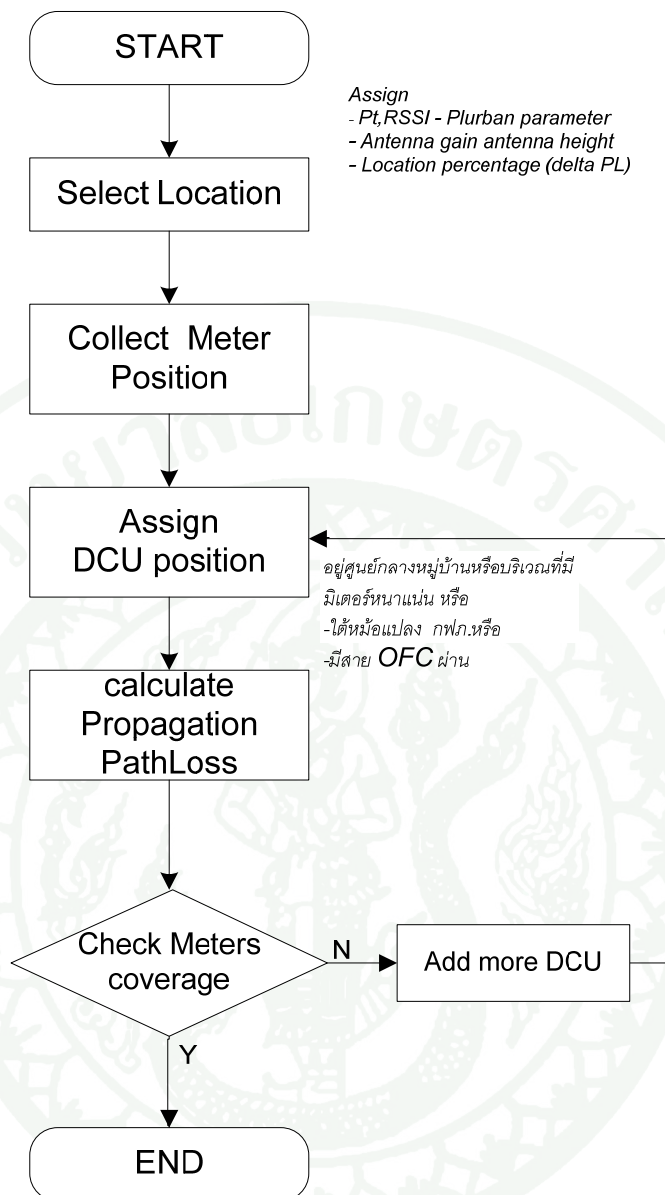 START
Assign
- Pt,RSSI - Plurban parameter
- Antenna gain antenna height
- Location percentage (delta PL)
Select Location
Collect Meter
Position
Assign
DCU position
อยู่ศูนย์กลางหมู่บ้านหรือบริเวณที่มี
มิเตอร์หนาแน่น หรือ
-ใต้หม้อแปลง กฟภ.หรือ
-มีสาย OFC ผ่าน
calculate
Propagation
PathLoss
Check Meters
coverage
N
Add more DCU
Y
END